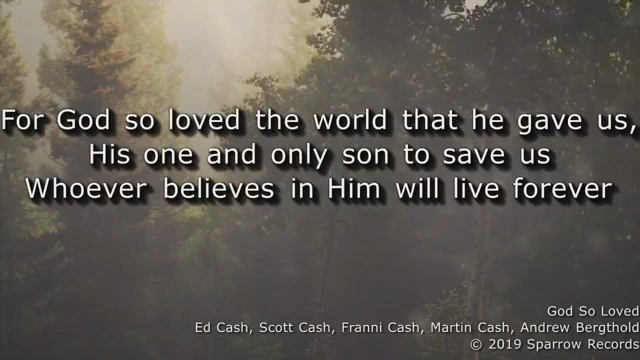 For God so loved the world that he gave us,
His one and only son to save us
Whoever believes in Him will live forever
God So Loved
Ed Cash, Scott Cash, Franni Cash, Martin Cash, Andrew Bergthold
© 2019 Sparrow Records